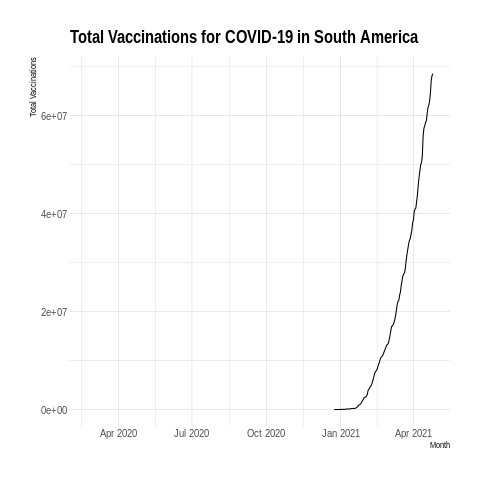 Total Vaccinations for COVID-19 in South America
Total Vaccinations
6e+07
4e+07
2e+07
0e+00
Apr 2020 Jul 2020 Oct 2020 Jan 2021 Apr 2021
Month